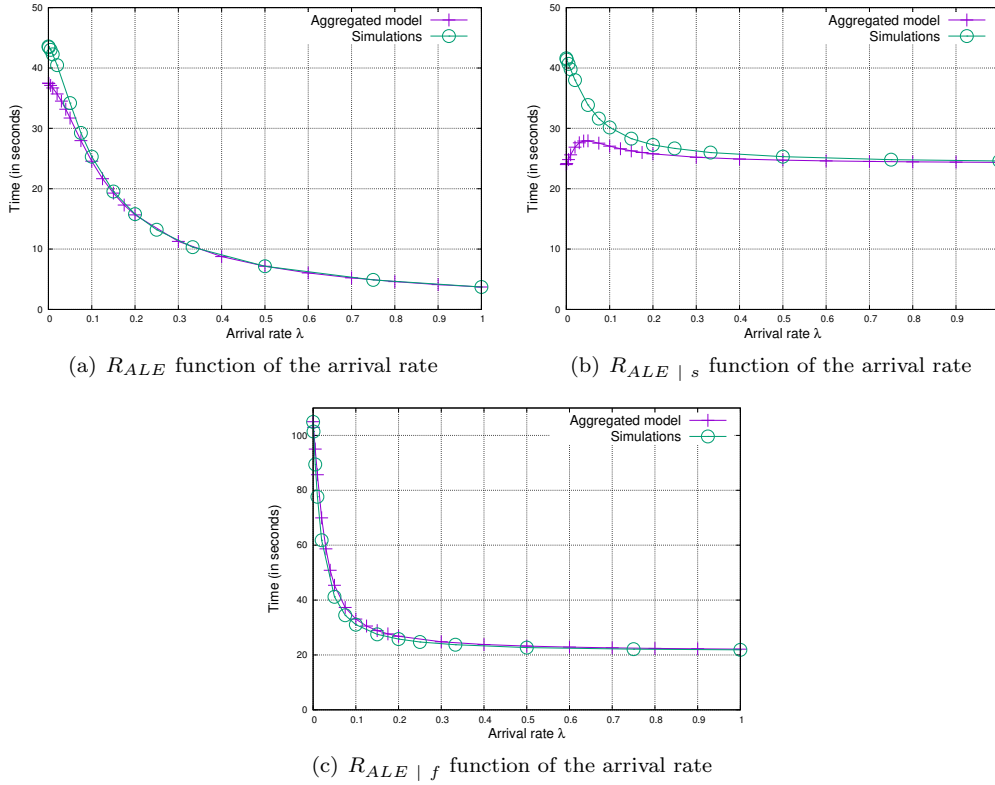 50
40
30
20
10
0
Time (in seconds)
Aggregated model
Simulations
0 0.1 0.2 0.3 0.4 0.5 0.6 0.7 0.8 0.9 1
Arrival rate λ
(a) R_{ALE} function of the arrival rate
50
40
30
20
10
0
Time (in seconds)
Aggregated model
Simulations
0 0.1 0.2 0.3 0.4 0.5 0.6 0.7 0.8 0.9
Arrival rate λ
(b) R_{ALE | s} function of the arrival rate
100
80
60
40
20
0
Time (in seconds)
Aggregated model
Simulations
0 0.1 0.2 0.3 0.4 0.5 0.6 0.7 0.8 0.9 1
Arrival rate λ
(c) R_{ALE | f} function of the arrival rate